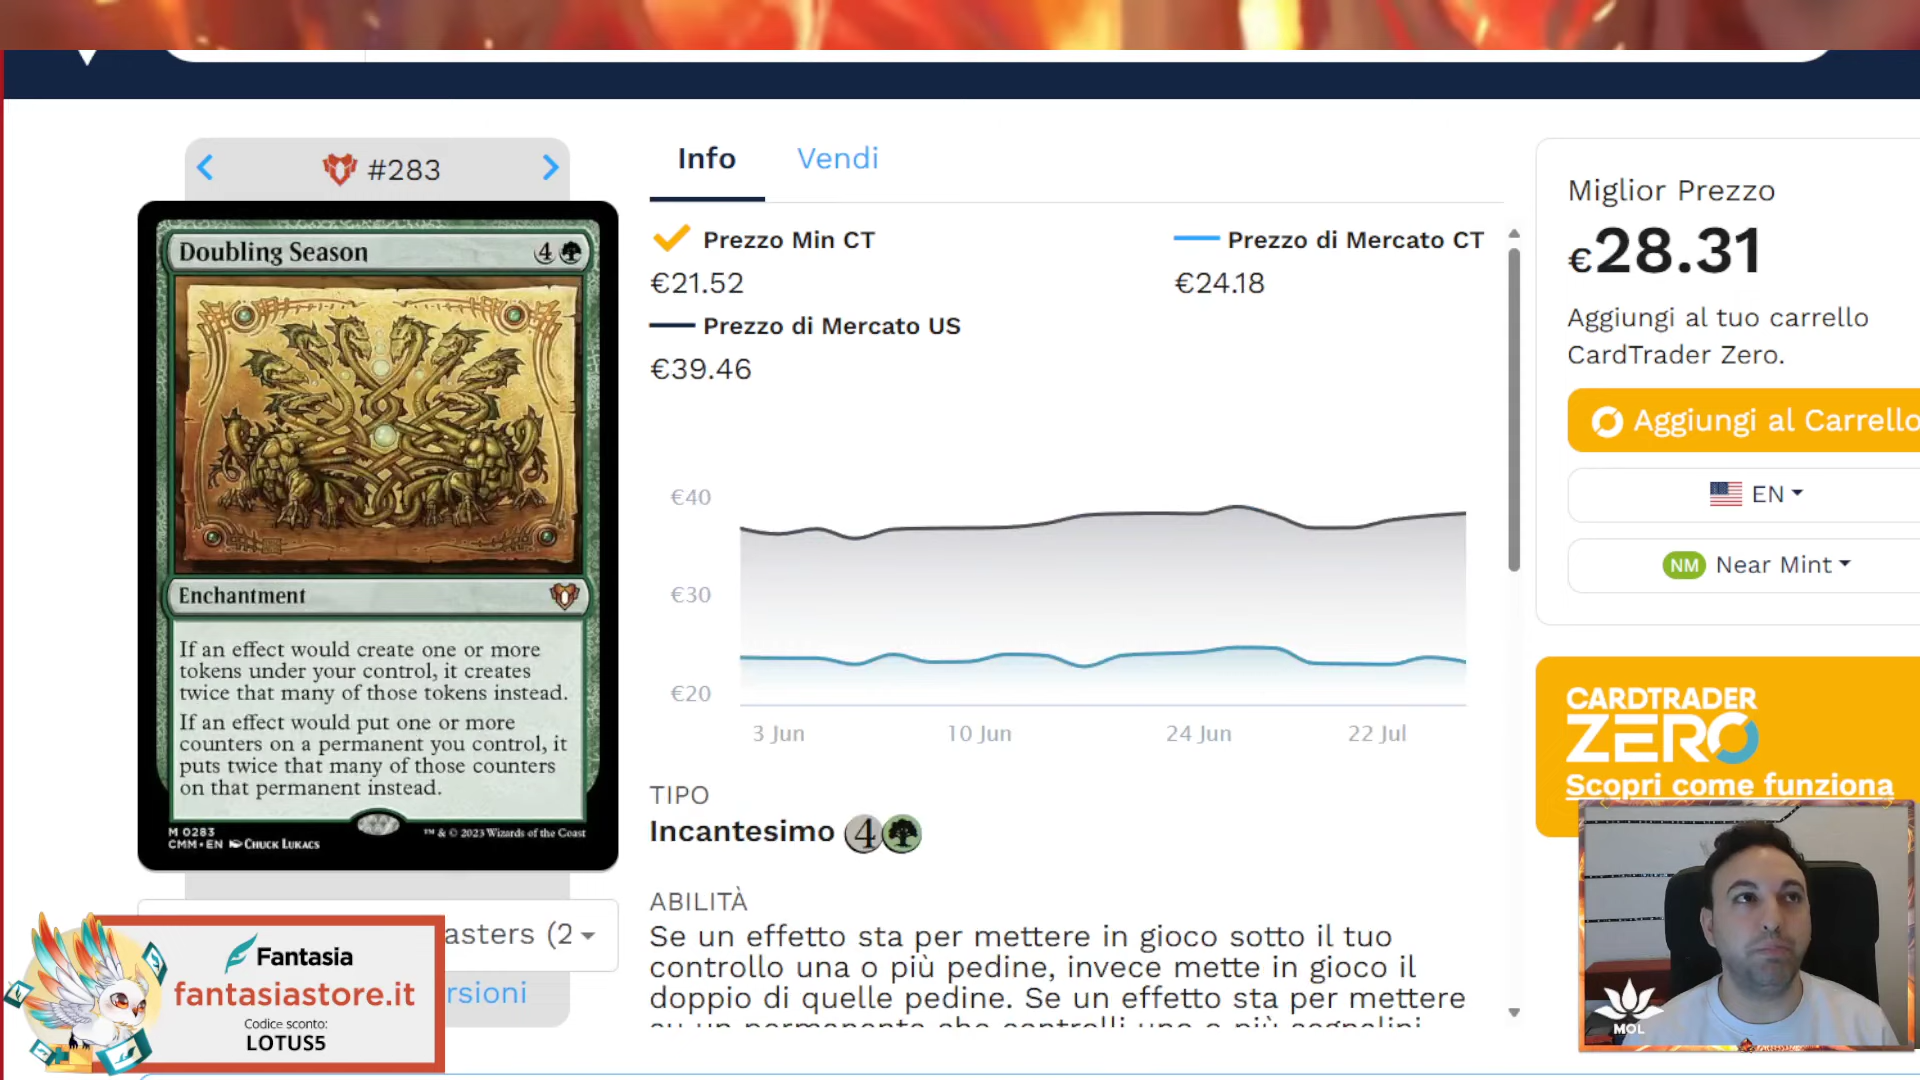 #283
Doubling Season
4
Enchantment
If an effect would create one or more
tokens under your control, it creates
twice that many of those tokens instead.
If an effect would put one or more
counters on a permanent you control, it
puts twice that many of those counters
on that permanent instead.
M 0283
CMM • EN CHUCK LUKACS
™ & © 2023 Wizards of the Coast
asters (2
rsioni
Fantasia
fantasiastore.it
Codice sconto:
LOTUS5
Info
Vendi
Prezzo Min CT
€21.52
Prezzo di Mercato CT
€24.18
Prezzo di Mercato US
€39.46
€40
€30
€20
3 Jun
10 Jun
24 Jun
22 Jul
TIPO
Incantesimo 4
ABILITÀ
Se un effetto sta per mettere in gioco sotto il tuo
controllo una o più pedine, invece mette in gioco il
doppio di quelle pedine. Se un effetto sta per mettere
su un permanente che controlli uno o più segnalini,
Miglior Prezzo
€28.31
Aggiungi al tuo carrello
CardTrader Zero.
Aggiungi al Carrello
EN
NM Near Mint
CARDTRADER
ZERO
Scopri come funziona
MOL